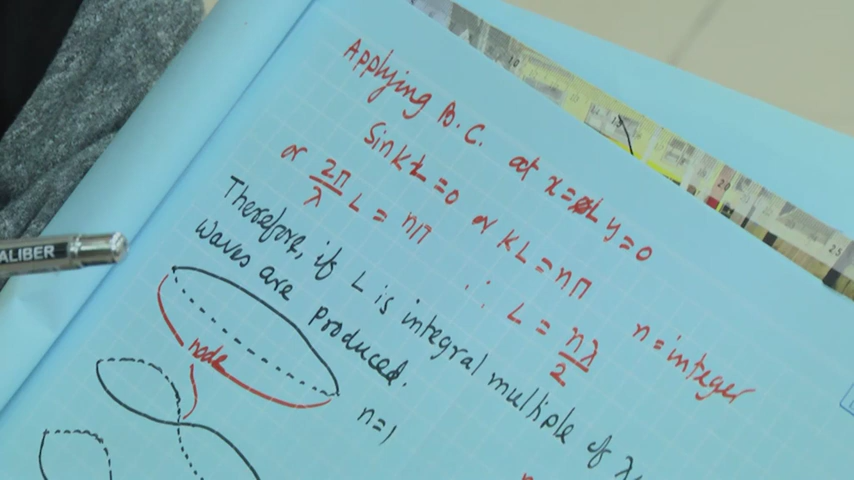 Applying B.C. at x=L y=0
Sin KL=0 or KL=nπ n=integer
or 2π/λ L = nπ ∴ L = nλ/2
Therefore, if L is integral multiple of λ
waves are produced.
node
n=1
ALIBER